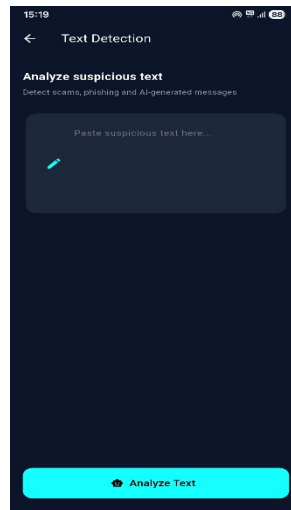 15:19
88
Text Detection
Analyze suspicious text
Detect scams, phishing and AI-generated messages
Paste suspicious text here...
Analyze Text